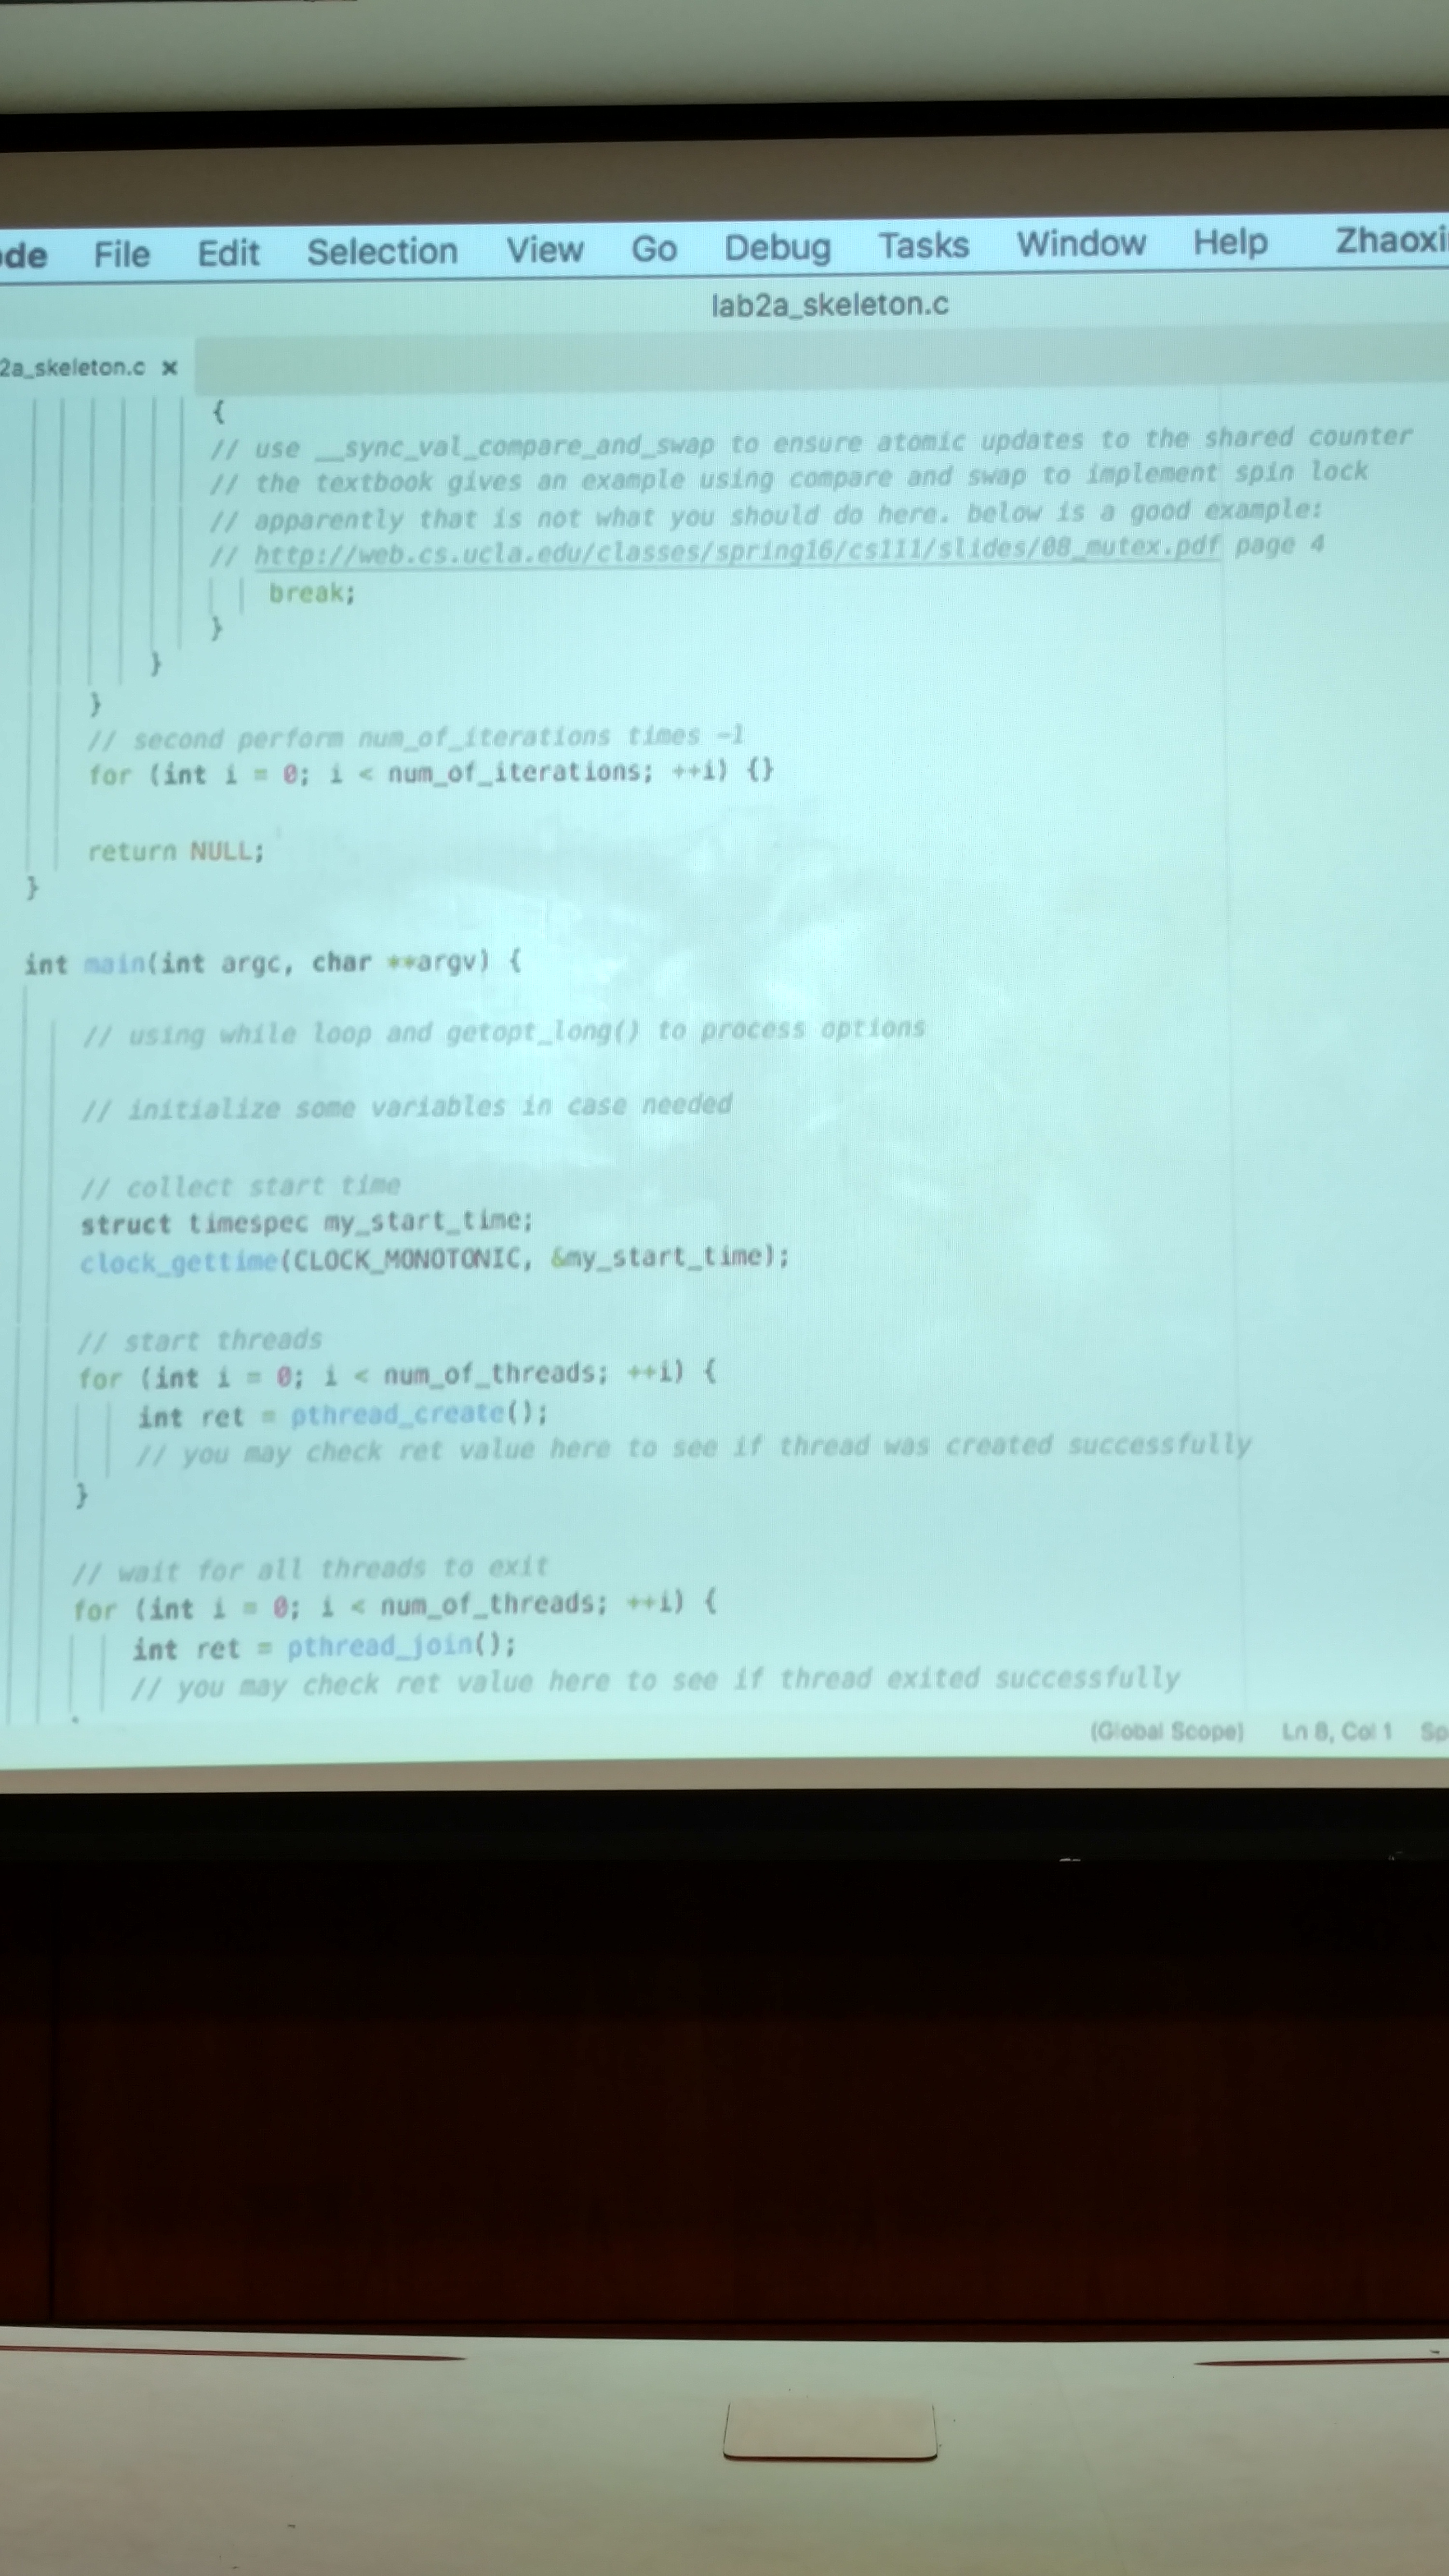 de File Edit Selection View Go Debug Tasks Window Help Zhaoxi
lab2a_skeleton.c
2a_skeleton.c ×
{
// use __sync_val_compare_and_swap to ensure atomic updates to the shared counter
// the textbook gives an example using compare and swap to implement spin lock
// apparently that is not what you should do here. below is a good example:
// http://web.cs.ucla.edu/classes/spring16/cs111/slides/08_mutex.pdf page 4
break;
}
}
}
// second perform num_of_iterations times -1
for (int i = 0; i < num_of_iterations; ++i) {}
return NULL;
}
int main(int argc, char **argv) {
// using while loop and getopt_long() to process options
// initialize some variables in case needed
// collect start time
struct timespec my_start_time;
clock_gettime(CLOCK_MONOTONIC, &my_start_time);
// start threads
for (int i = 0; i < num_of_threads; ++i) {
int ret = pthread_create();
// you may check ret value here to see if thread was created successfully
}
// wait for all threads to exit
for (int i = 0; i < num_of_threads; ++i) {
int ret = pthread_join();
// you may check ret value here to see if thread exited successfully
(Global Scope) Ln 8, Col 1 Sp